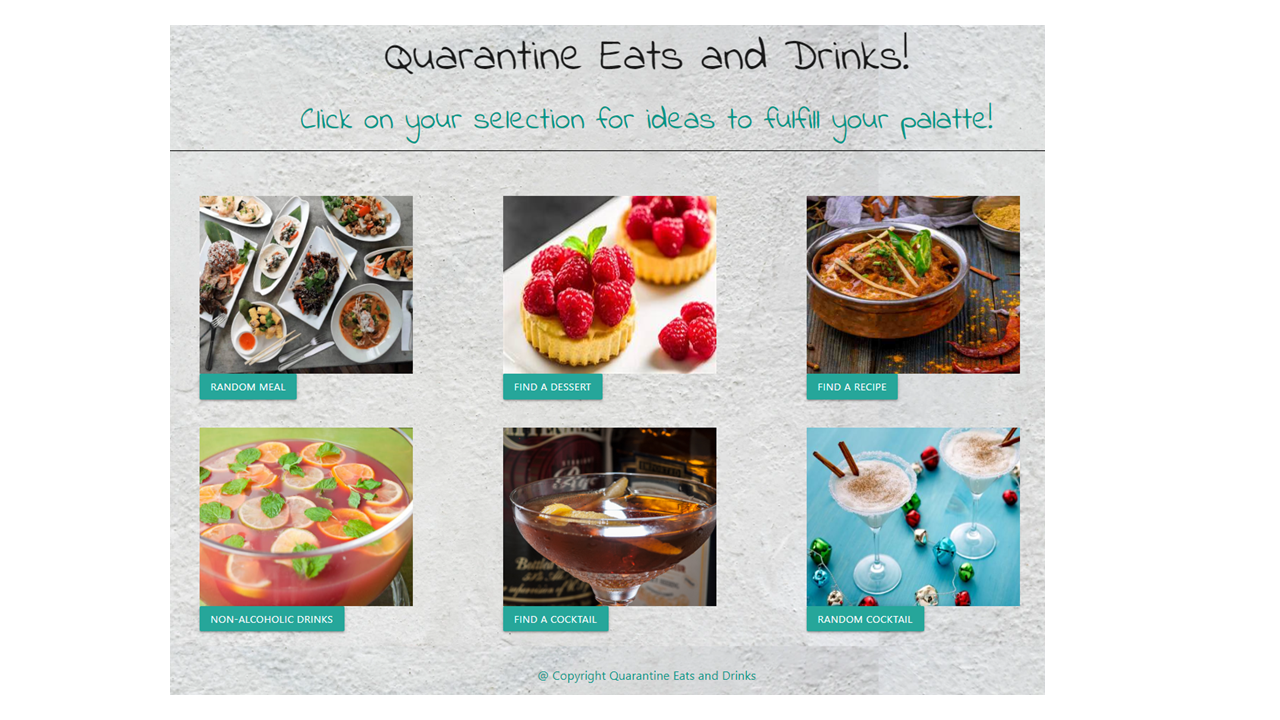 Quarantine Eats and Drinks!
Click on your selection for ideas to fulfill your palatte!
RANDOM MEAL
FIND A DESSERT
FIND A RECIPE
NON-ALCOHOLIC DRINKS
FIND A COCKTAIL
RANDOM COCKTAIL
@ Copyright Quarantine Eats and Drinks